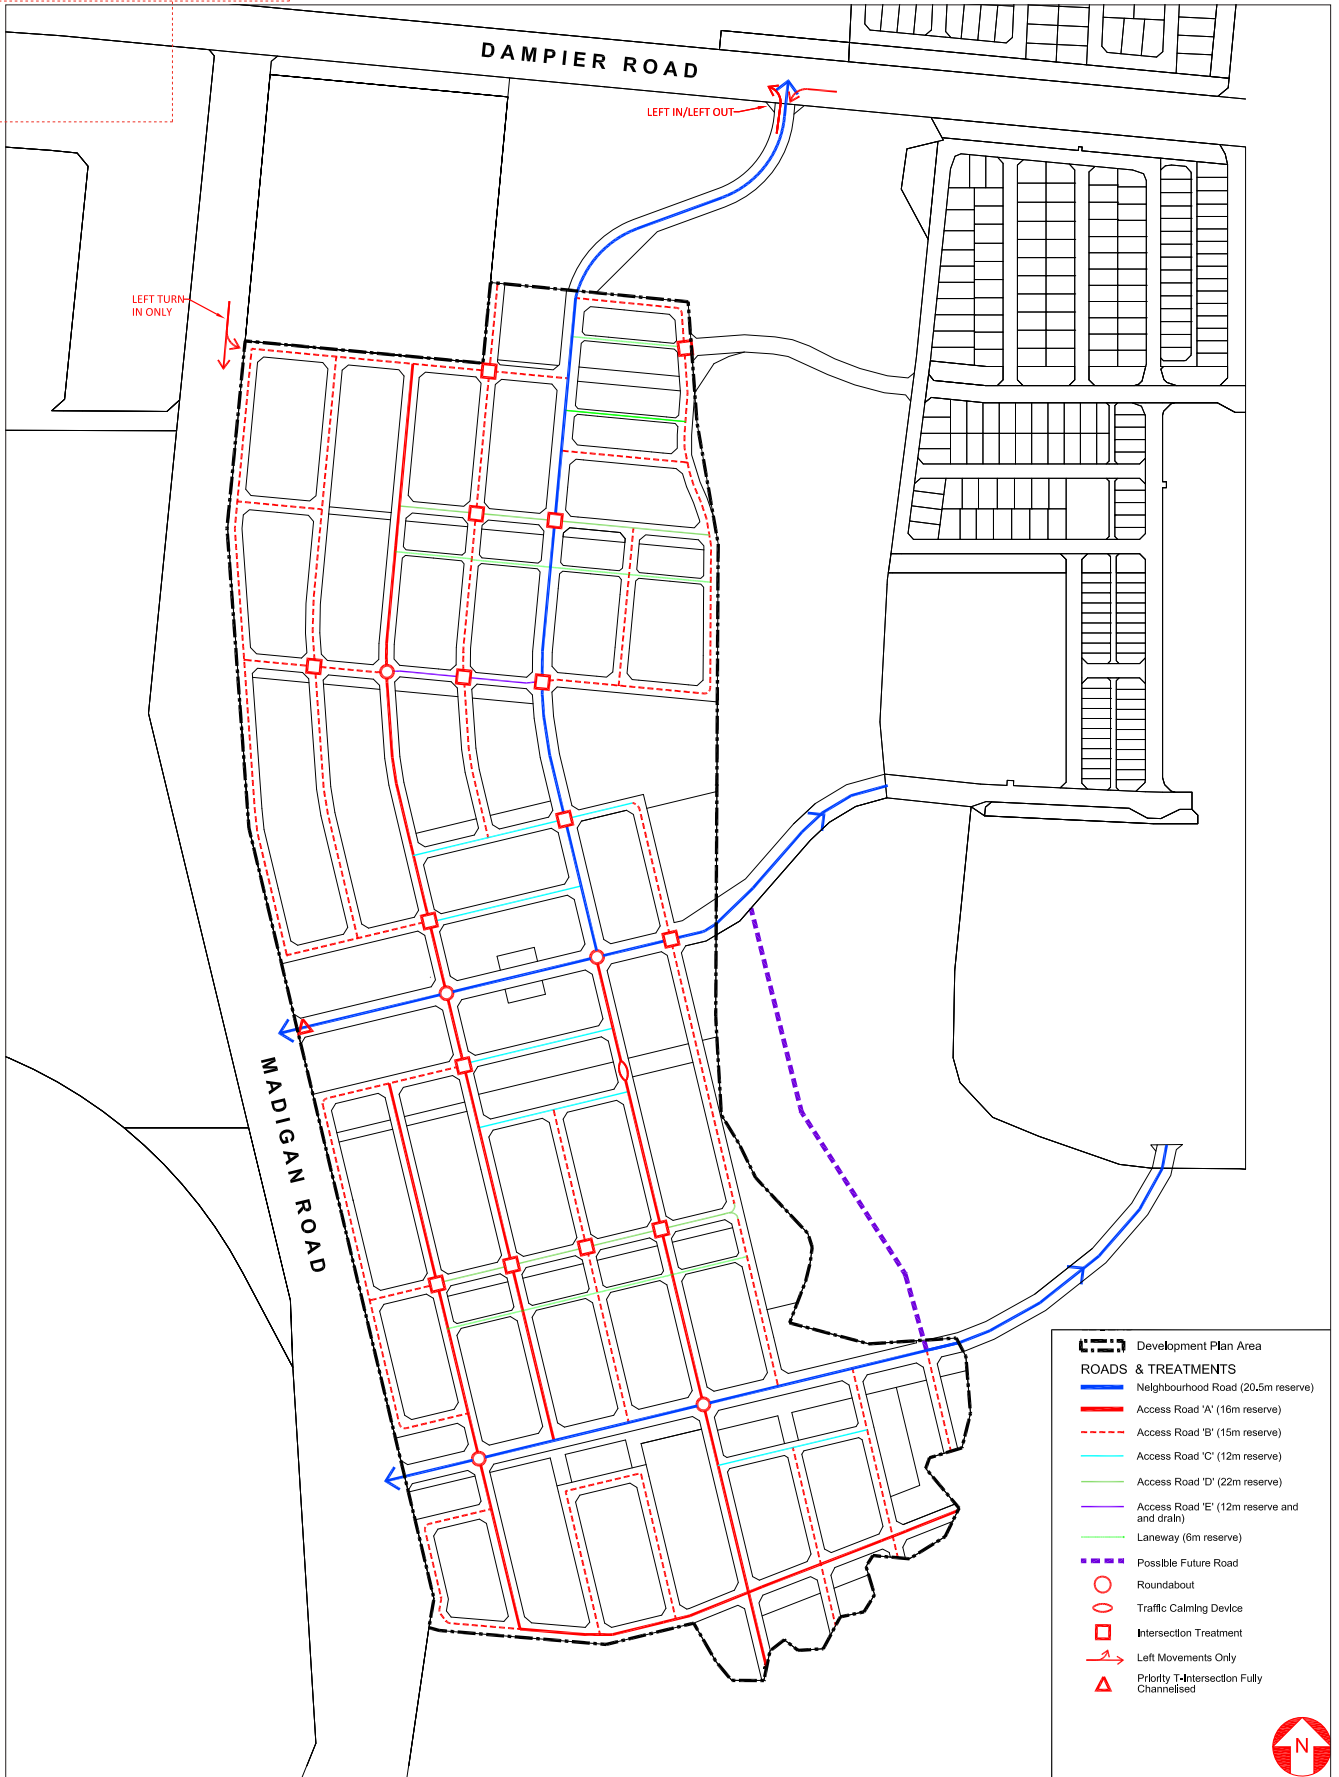 DAMPIER ROAD
LEFT IN/LEFT OUT
LEFT TURN
IN ONLY
MADIGAN ROAD
Development Plan Area
ROADS & TREATMENTS
Neighbourhood Road (20.5m reserve)
Access Road 'A' (16m reserve)
Access Road 'B' (15m reserve)
Access Road 'C' (12m reserve)
Access Road 'D' (22m reserve)
Access Road 'E' (12m reserve and
and drain)
Laneway (6m reserve)
Possible Future Road
Roundabout
Traffic Calming Device
Intersection Treatment
Left Movements Only
Priority T-Intersection Fully
Channelised
N